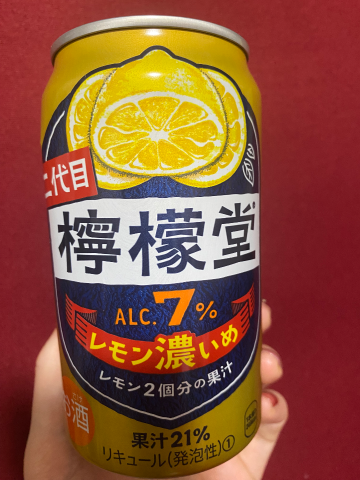 二代目
檸檬堂
ALC.7%
レモン濃いめ
レモン2個分の果汁
お酒
果汁21%
リキュール(発泡性)①